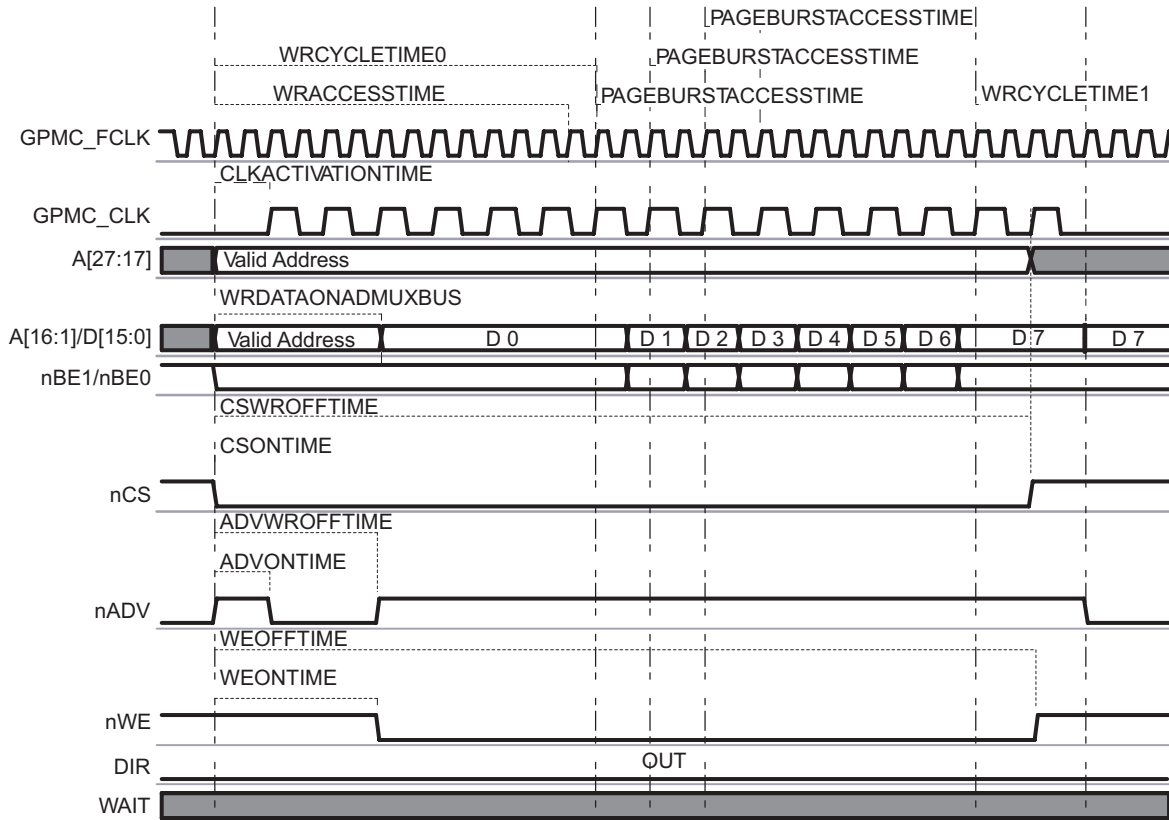 PAGEBURSTACCESSTIME
WRCYCLETIME0
PAGEBURSTACCESSTIME
WRACCESSTIME
PAGEBURSTACCESSTIME
WRCYCLETIME1
GPMC_FCLK
CLKACTIVATIONTIME
GPMC_CLK
A[27:17]
Valid Address
WRDATAONADMUXBUS
A[16:1]/D[15:0]
Valid Address
D 0
D 1
D 2
D 3
D 4
D 5
D 6
D 7
D 7
nBE1/nBE0
CSWROFFTIME
CSONTIME
nCS
ADVWROFFTIME
ADVONTIME
nADV
WEOFFTIME
WEONTIME
nWE
OUT
DIR
WAIT